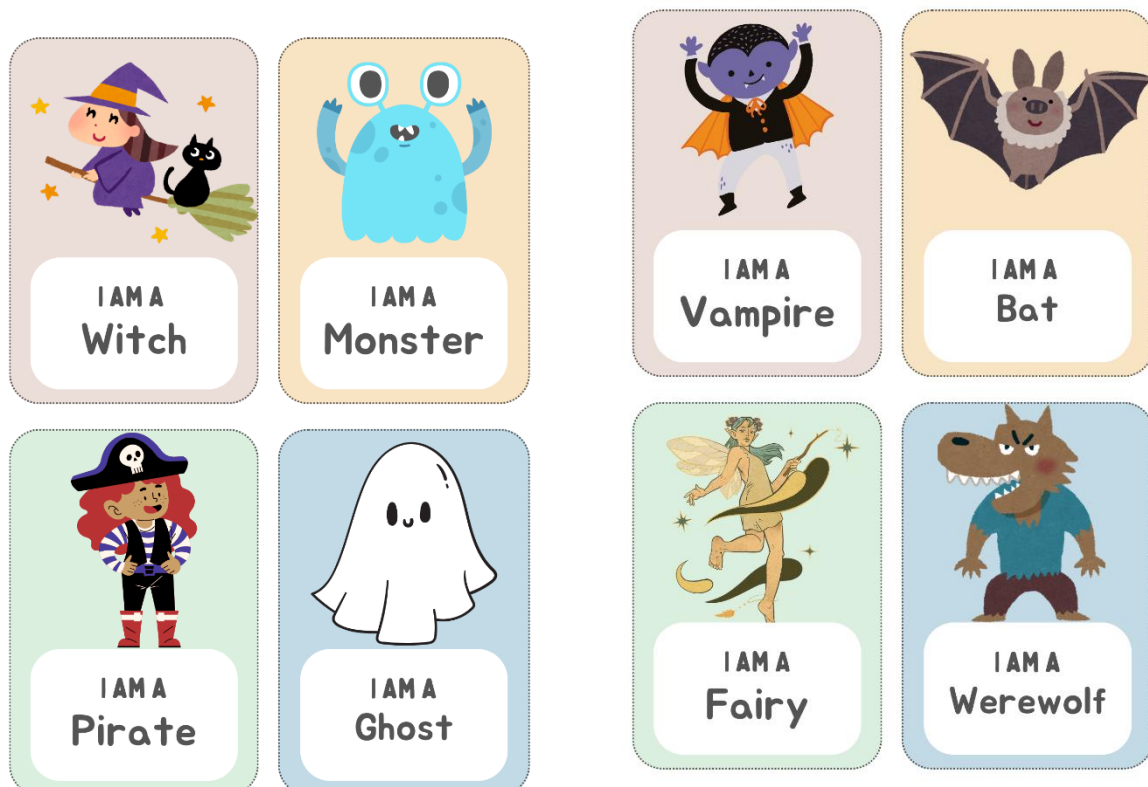 I AM A
Witch
I AM A
Monster
I AM A
Vampire
I AM A
Bat
I AM A
Pirate
I AM A
Ghost
I AM A
Fairy
I AM A
Werewolf